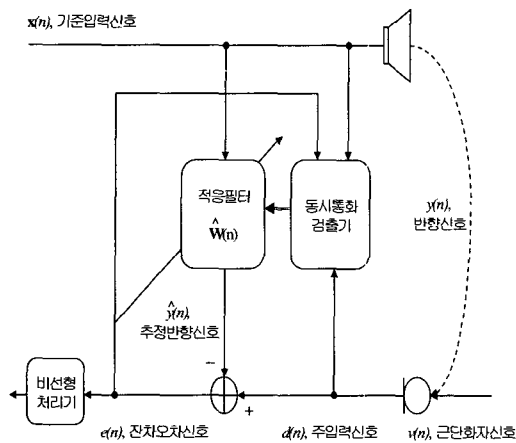 x(n), 기준입력신호
적응필터
Ŵ(n)
동시통화
검출기
y(n),
반향신호
ŷ(n),
추정반향신호
−
+
비선형
처리기
e(n), 잔차오차신호
d(n), 주입력신호
v(n), 근단화자신호